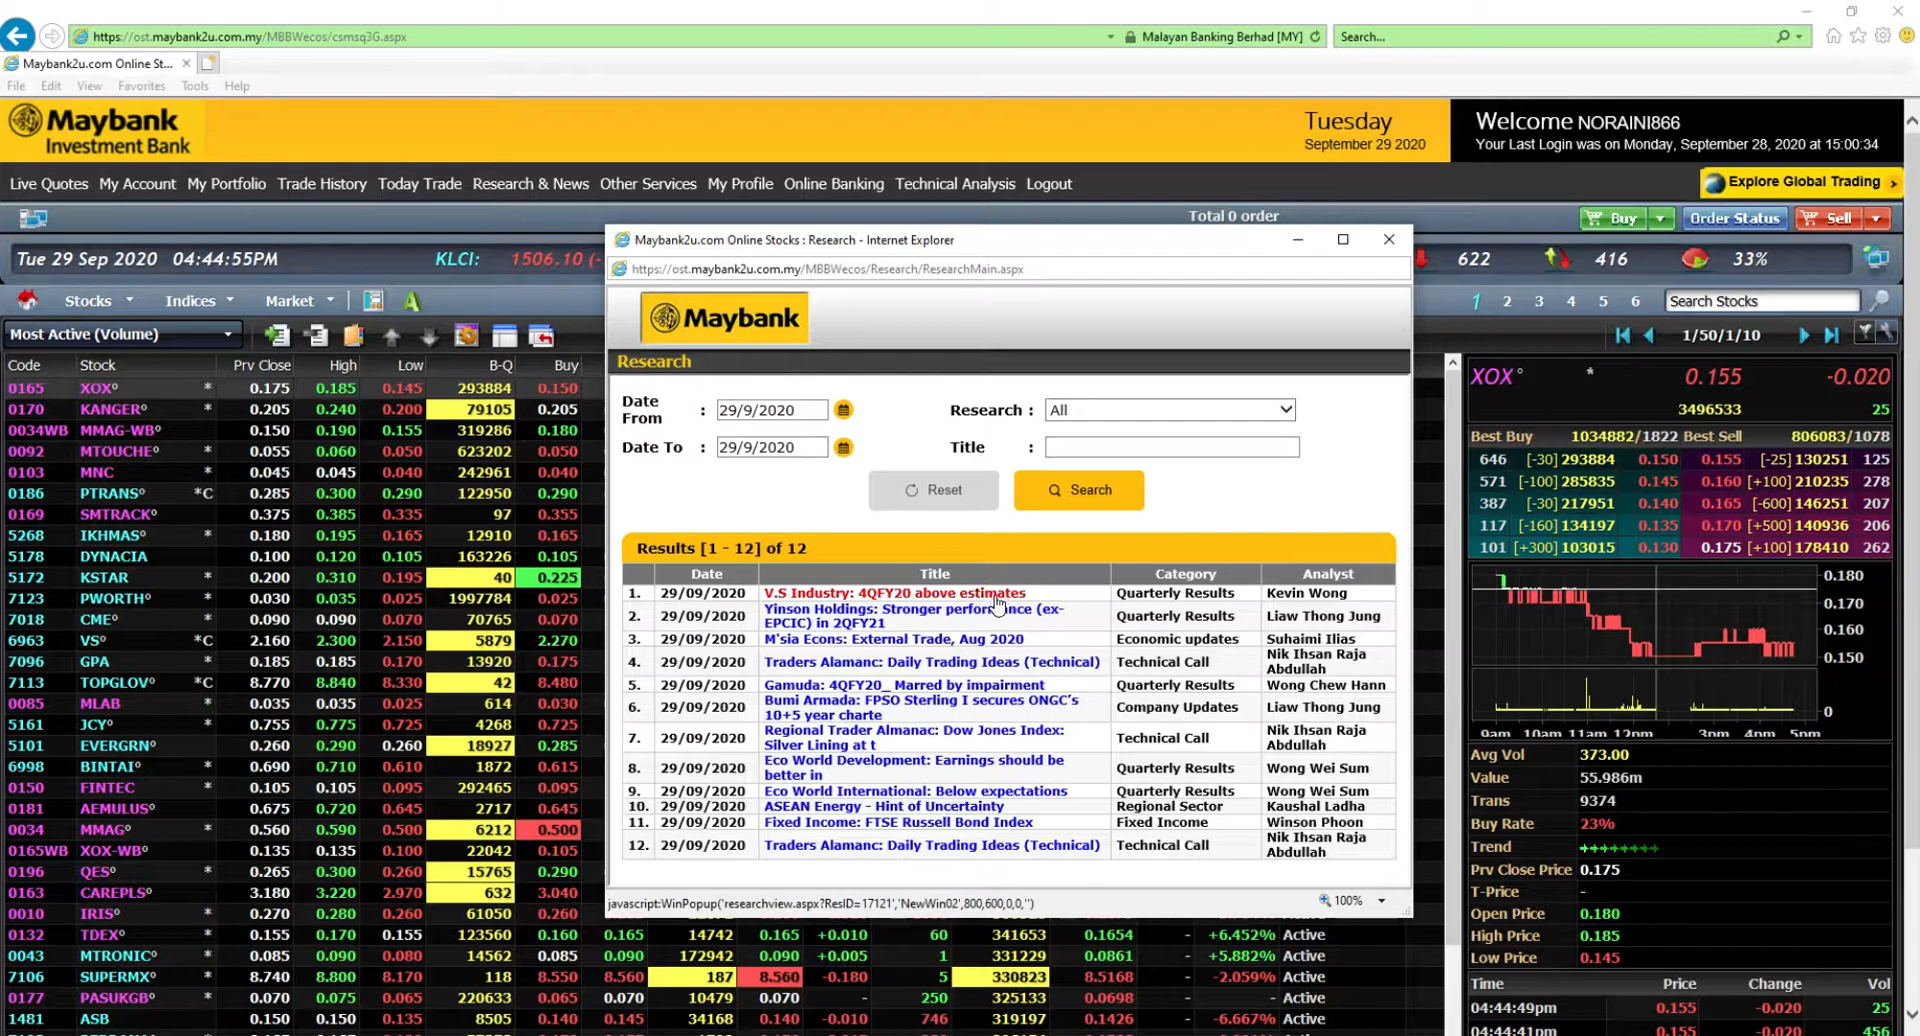 https://ost.maybank2u.com.my/MBBWecos/csmsq3G.aspx Malayan Banking Berhad [MY] Search...
Maybank2u.com Online St...
File Edit View Favorites Tools Help
Maybank
Investment Bank
Tuesday
September 29 2020
Welcome NORAINI866
Your Last Login was on Monday, September 28, 2020 at 15:00:34
Live Quotes My Account My Portfolio Trade History Today Trade Research & News Other Services My Profile Online Banking Technical Analysis Logout
Explore Global Trading
Total 0 order
Buy Order Status Sell
Tue 29 Sep 2020 04:44:55PM KLCI: 1506.10 (-
622 416 33%
Stocks Indices Market
1 2 3 4 5 6 Search Stocks
Most Active (Volume)
1/50/1/10
Code Stock Prv Close High Low B-Q Buy
0165 XOX° * 0.175 0.185 0.145 293884 0.150
0170 KANGER° * 0.205 0.240 0.200 79105 0.205
0034WB MMAG-WB° 0.150 0.190 0.155 319286 0.180
0092 MTOUCHE° * 0.055 0.060 0.050 623202 0.050
0103 MNC * 0.045 0.045 0.040 242961 0.040
0186 PTRANS° *C 0.285 0.300 0.290 122950 0.290
0169 SMTRACK° * 0.375 0.385 0.335 97 0.355
5268 IKHMAS° * 0.180 0.195 0.165 12910 0.165
5178 DYNACIA 0.100 0.120 0.105 163226 0.105
5172 KSTAR * 0.200 0.310 0.195 40 0.225
7123 PWORTH° * 0.030 0.035 0.025 1997784 0.025
7018 CME° * 0.090 0.090 0.070 70765 0.070
6963 VS° *C 2.160 2.300 2.150 5879 2.270
7096 GPA 0.185 0.185 0.170 13920 0.175
7113 TOPGLOV° *C 8.770 8.840 8.330 42 8.480
0085 MLAB * 0.035 0.035 0.025 614 0.030
5161 JCY° * 0.755 0.775 0.725 4268 0.725
5101 EVERGRN° 0.260 0.290 0.260 18927 0.285
6998 BINTAI° * 0.690 0.710 0.610 1872 0.615
0150 FINTEC * 0.105 0.105 0.095 292465 0.095
0181 AEMULUS° 0.675 0.720 0.645 2717 0.645
0034 MMAG° * 0.560 0.590 0.500 6212 0.500
0165WB XOX-WB° 0.135 0.135 0.100 22042 0.105
0196 QES° * 0.265 0.300 0.260 15765 0.290
0163 CAREPLS° * 3.180 3.220 2.970 632 3.040
0010 IRIS° * 0.270 0.280 0.260 61050 0.260
0132 TDEX° * 0.155 0.170 0.155 123560 0.160 0.165 14742 0.165 +0.010 60 341653 0.1654 - +6.452% Active
0043 MTRONIC° * 0.085 0.090 0.080 14562 0.085 0.090 172942 0.090 +0.005 1 331229 0.0861 - +5.882% Active
7106 SUPERMX° * 8.740 8.800 8.170 118 8.550 8.560 187 8.560 -0.180 5 330823 8.5168 - -2.059% Active
0177 PASUKGB° * 0.070 0.075 0.065 220633 0.065 0.070 10479 0.070 - 250 325133 0.0698 - - Active
1481 ASB 0.150 0.150 0.135 8505 0.140 0.145 34168 0.140 -0.010 746 319197 0.1426 - -6.667% Active
Maybank2u.com Online Stocks : Research - Internet Explorer
https://ost.maybank2u.com.my/MBBWecos/Research/ResearchMain.aspx
Maybank
Research
Date From : 29/9/2020 Research : All
Date To : 29/9/2020 Title :
Reset Search
Results [1 - 12] of 12
Date Title Category Analyst
1. 29/09/2020 V.S Industry: 4QFY20 above estimates Quarterly Results Kevin Wong
2. 29/09/2020 Yinson Holdings: Stronger performance (ex-EPCIC) in 2QFY21 Quarterly Results Liaw Thong Jung
3. 29/09/2020 M'sia Econs: External Trade, Aug 2020 Economic updates Suhaimi Ilias
4. 29/09/2020 Traders Alamanc: Daily Trading Ideas (Technical) Technical Call Nik Ihsan Raja Abdullah
5. 29/09/2020 Gamuda: 4QFY20_ Marred by impairment Quarterly Results Wong Chew Hann
6. 29/09/2020 Bumi Armada: FPSO Sterling I secures ONGC's 10+5 year charte Company Updates Liaw Thong Jung
7. 29/09/2020 Regional Trader Almanac: Dow Jones Index: Silver Lining at t Technical Call Nik Ihsan Raja Abdullah
8. 29/09/2020 Eco World Development: Earnings should be better in Quarterly Results Wong Wei Sum
9. 29/09/2020 Eco World International: Below expectations Quarterly Results Wong Wei Sum
10. 29/09/2020 ASEAN Energy - Hint of Uncertainty Regional Sector Kaushal Ladha
11. 29/09/2020 Fixed Income: FTSE Russell Bond Index Fixed Income Winson Phoon
12. 29/09/2020 Traders Alamanc: Daily Trading Ideas (Technical) Technical Call Nik Ihsan Raja Abdullah
javascript:WinPopup('researchview.aspx?ResID=17121','NewWin02',800,600,0,0,'') 100%
XOX° * 0.155 -0.020
3496533 25
Best Buy 1034882/1822 Best Sell 806083/1078
646 [-30] 293884 0.150 0.155 [-25] 130251 125
571 [-100] 285835 0.145 0.160 [+100] 210235 278
387 [-30] 217951 0.140 0.165 [-600] 146251 207
117 [-160] 134197 0.135 0.170 [+500] 140936 206
101 [+300] 103015 0.130 0.175 [+100] 178410 262
0.180
0.170
0.160
0.150
0
9am 10am 11am 12pm 3pm 4pm 5pm
Avg Vol 373.00
Value 55.986m
Trans 9374
Buy Rate 23%
Trend ++++++++
Prv Close Price 0.175
T-Price -
Open Price 0.180
High Price 0.185
Low Price 0.145
Time Price Change Vol
04:44:49pm 0.155 -0.020 25
04:44:41pm 0.155 -0.020 456